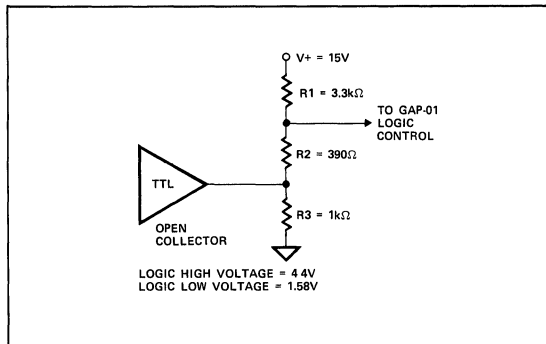 V+ = 15V
R1 = 3.3kΩ
TO GAP-01
LOGIC
CONTROL
R2 = 390Ω
TTL
R3 = 1kΩ
OPEN
COLLECTOR
LOGIC HIGH VOLTAGE = 4 4V
LOGIC LOW VOLTAGE = 1.58V